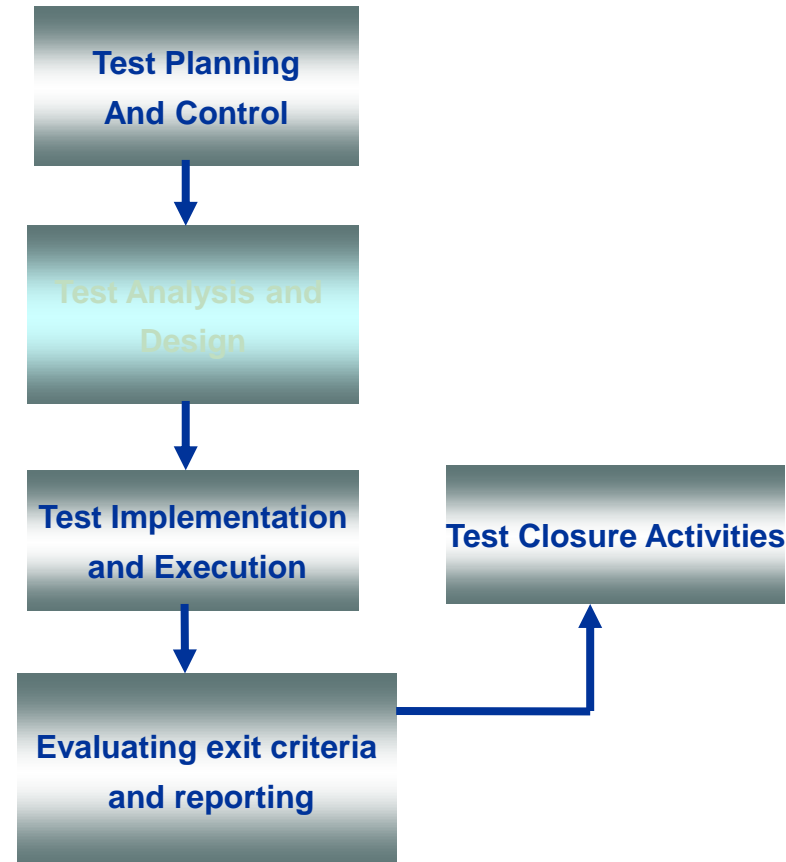 Test Planning
And Control
Test Analysis and
Design
Test Implementation
and Execution
Test Closure Activities
Evaluating exit criteria
and reporting